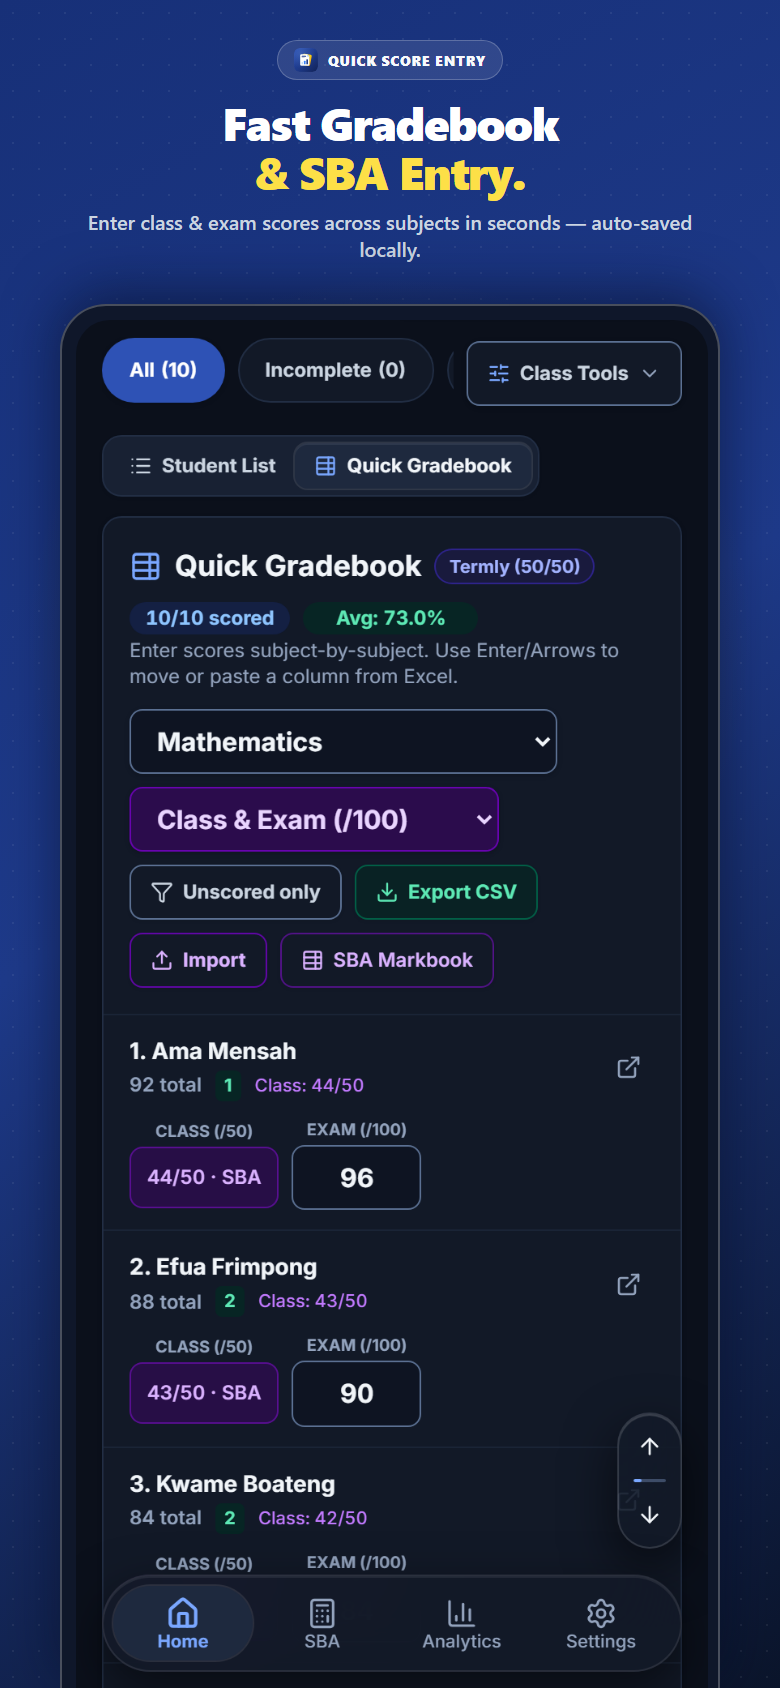 QUICK SCORE ENTRY
Fast Gradebook
& SBA Entry.
Enter class & exam scores across subjects in seconds — auto-saved
locally.
All (10)
Incomplete (0)
Class Tools
Student List
Quick Gradebook
Quick Gradebook
Termly (50/50)
10/10 scored
Avg: 73.0%
Enter scores subject-by-subject. Use Enter/Arrows to
move or paste a column from Excel.
Mathematics
Class & Exam (/100)
Unscored only
Export CSV
Import
SBA Markbook
1. Ama Mensah
92 total 1 Class: 44/50
CLASS (/50) EXAM (/100)
44/50 · SBA 96
2. Efua Frimpong
88 total 2 Class: 43/50
CLASS (/50) EXAM (/100)
43/50 · SBA 90
3. Kwame Boateng
84 total 2 Class: 42/50
CLASS (/50) EXAM (/100)
Home
SBA
Analytics
Settings